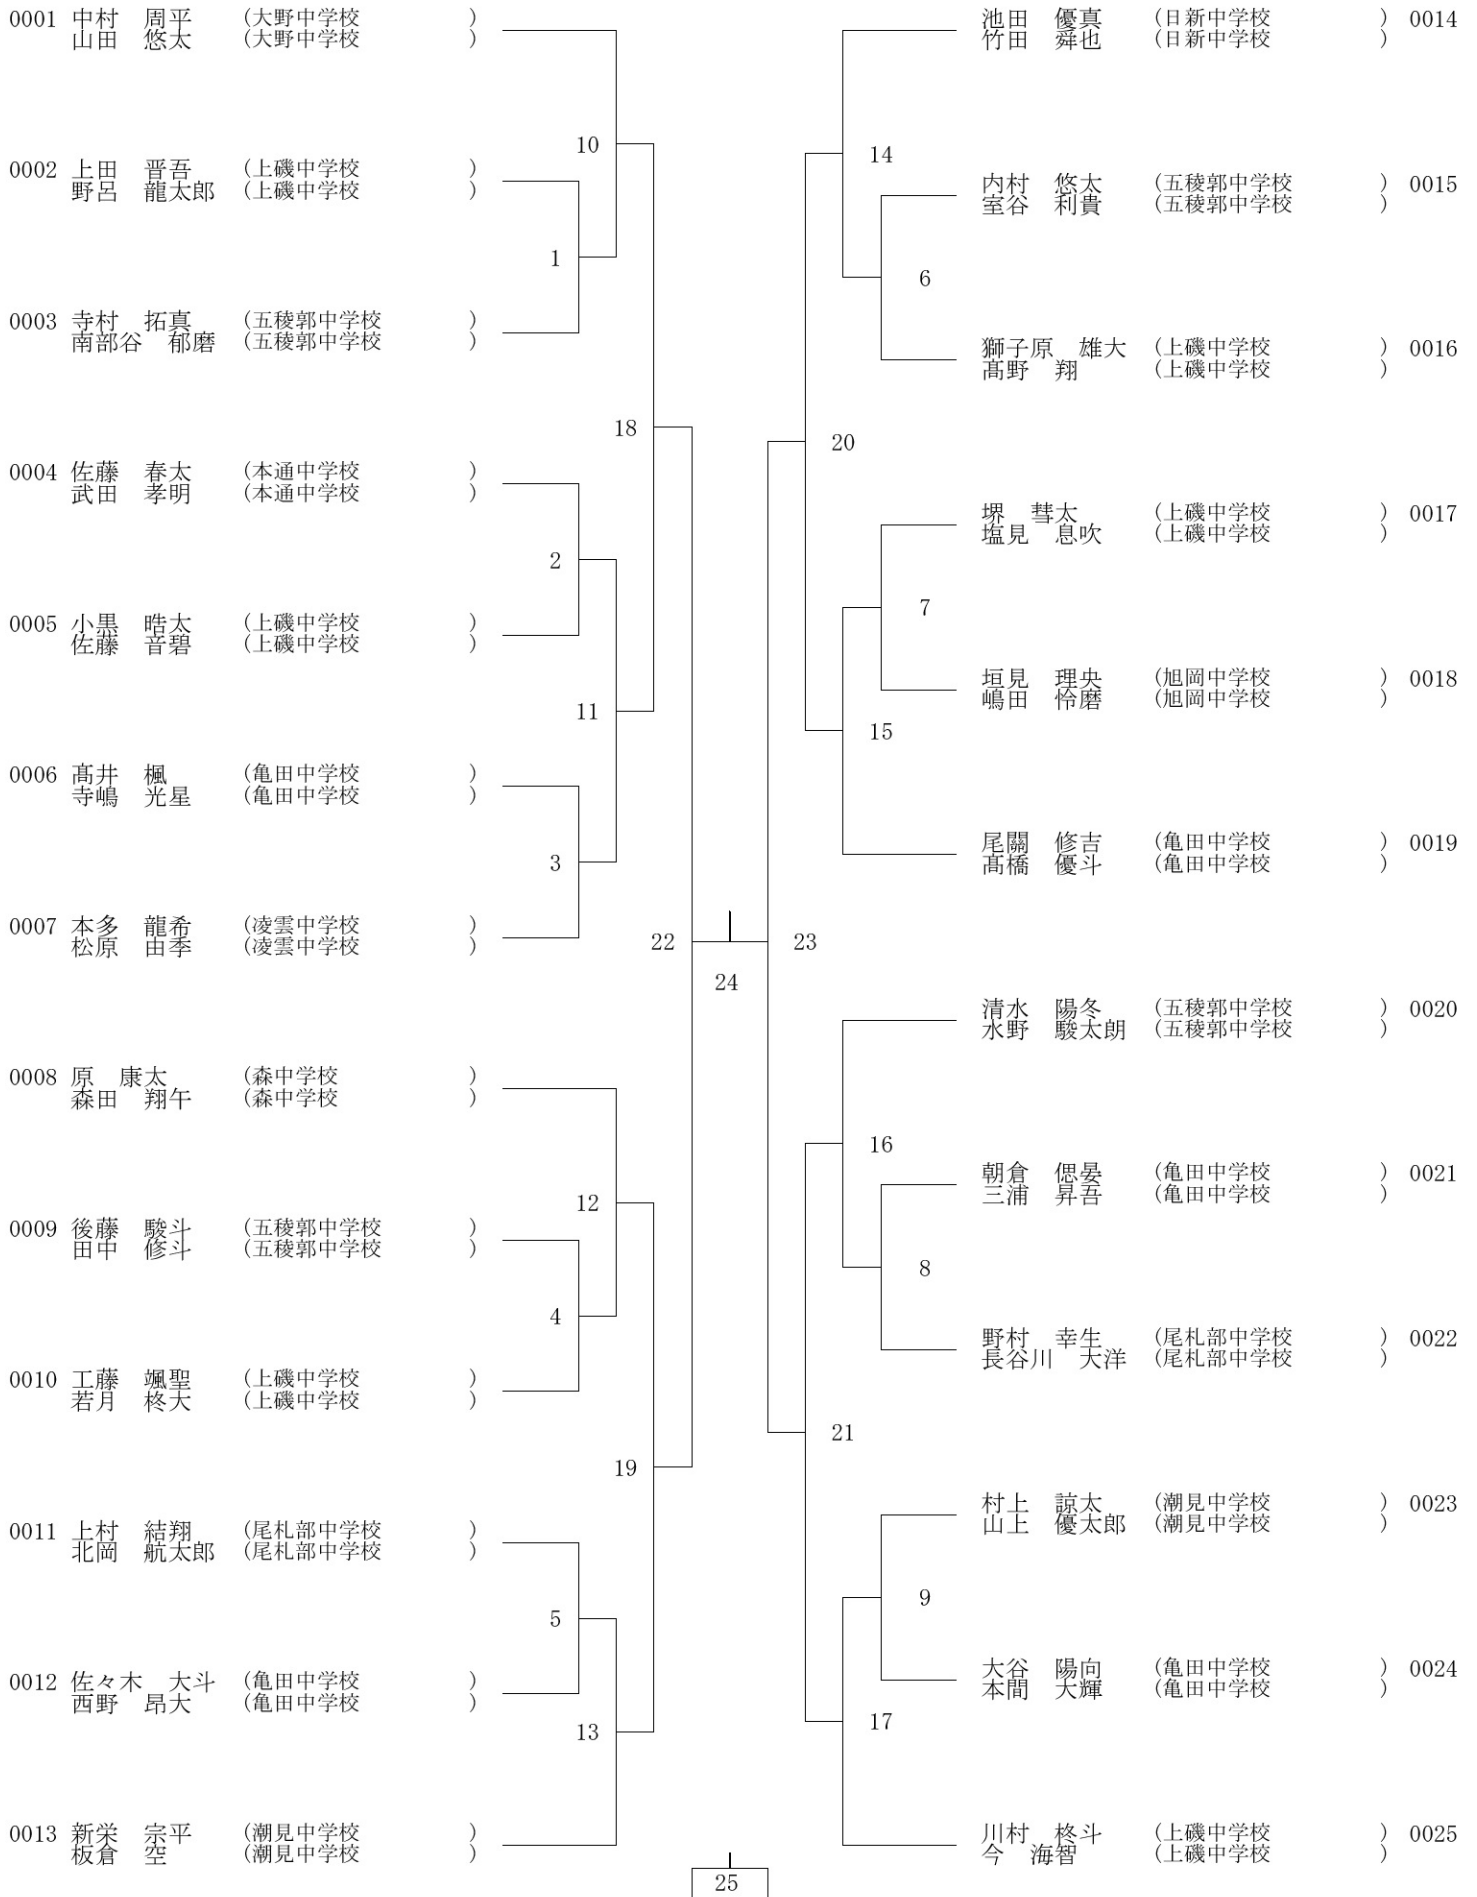 0001 中村　周平 (大野中学校 )
山田　悠太 (大野中学校 )
10
0002 上田　晋吾 (上磯中学校 )
野呂　龍太郎 (上磯中学校 )
1
0003 寺村　拓真 (五稜郭中学校 )
南部谷　郁磨 (五稜郭中学校 )
18
0004 佐藤　春太 (本通中学校 )
武田　孝明 (本通中学校 )
2
0005 小黒　晧太 (上磯中学校 )
佐藤　音碧 (上磯中学校 )
11
0006 髙井　楓 (亀田中学校 )
寺嶋　光星 (亀田中学校 )
3
0007 本多　龍希 (凌雲中学校 )
松原　由季 (凌雲中学校 )
22
24
0008 原　康太 (森中学校 )
森田　翔午 (森中学校 )
12
0009 後藤　駿斗 (五稜郭中学校 )
田中　修斗 (五稜郭中学校 )
4
0010 工藤　颯聖 (上磯中学校 )
若月　柊大 (上磯中学校 )
19
0011 上村　結翔 (尾札部中学校 )
北岡　航太郎 (尾札部中学校 )
5
0012 佐々木　大斗 (亀田中学校 )
西野　昂大 (亀田中学校 )
13
0013 新栄　宗平 (潮見中学校 )
板倉　空 (潮見中学校 )
25
池田　優真 (日新中学校 ) 0014
竹田　舜也 (日新中学校 )
14
内村　悠太 (五稜郭中学校 ) 0015
室谷　利貴 (五稜郭中学校 )
6
獅子原　雄大 (上磯中学校 ) 0016
髙野　翔 (上磯中学校 )
20
堺　彗太 (上磯中学校 ) 0017
塩見　息吹 (上磯中学校 )
7
垣見　理央 (旭岡中学校 ) 0018
嶋田　怜磨 (旭岡中学校 )
15
尾關　修吉 (亀田中学校 ) 0019
髙橋　優斗 (亀田中学校 )
23
清水　陽冬 (五稜郭中学校 ) 0020
水野　駿太朗 (五稜郭中学校 )
16
朝倉　偲晏 (亀田中学校 ) 0021
三浦　昇吾 (亀田中学校 )
8
野村　幸生 (尾札部中学校 ) 0022
長谷川　大洋 (尾札部中学校 )
21
村上　諒太 (潮見中学校 ) 0023
山上　優太郎 (潮見中学校 )
9
大谷　陽向 (亀田中学校 ) 0024
本間　大輝 (亀田中学校 )
17
川村　柊斗 (上磯中学校 ) 0025
今　海智 (上磯中学校 )